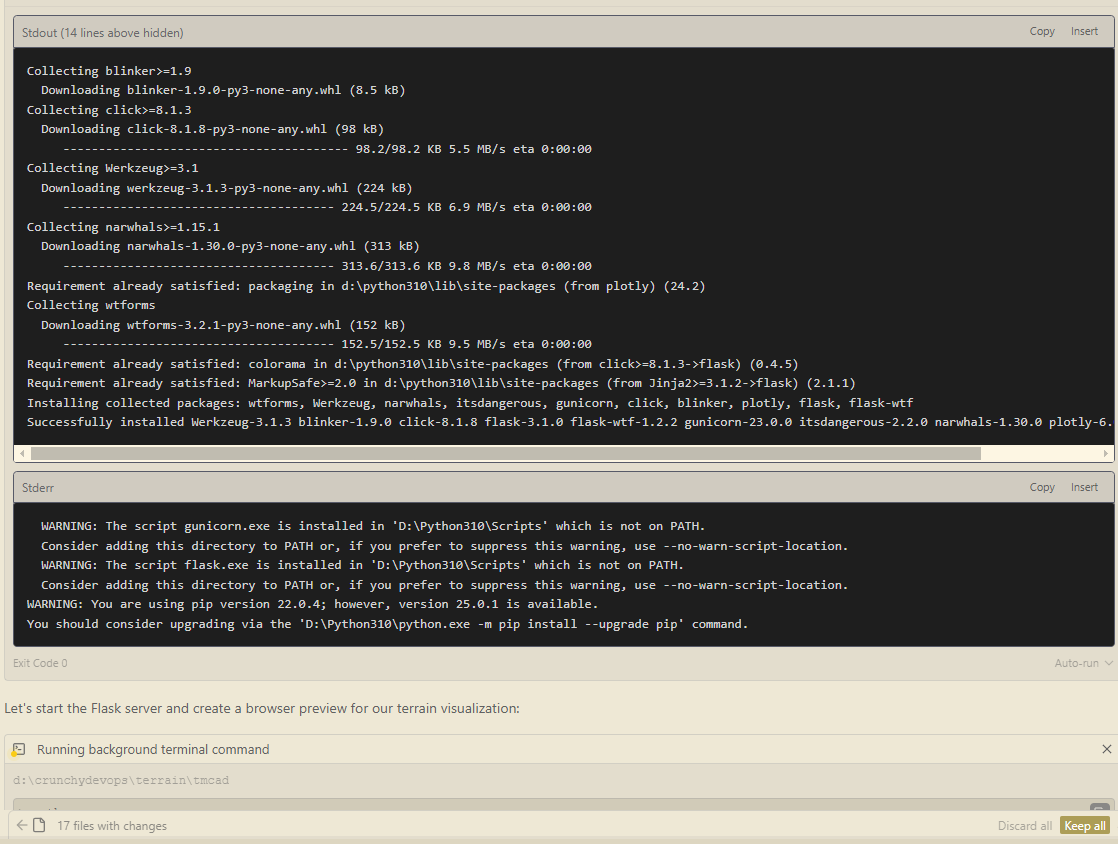 Stdout (14 lines above hidden) Copy Insert
Collecting blinker>=1.9
Downloading blinker-1.9.0-py3-none-any.whl (8.5 kB)
Collecting click>=8.1.3
Downloading click-8.1.8-py3-none-any.whl (98 kB)
---------------------------------------- 98.2/98.2 KB 5.5 MB/s eta 0:00:00
Collecting Werkzeug>=3.1
Downloading werkzeug-3.1.3-py3-none-any.whl (224 kB)
-------------------------------------- 224.5/224.5 KB 6.9 MB/s eta 0:00:00
Collecting narwhals>=1.15.1
Downloading narwhals-1.30.0-py3-none-any.whl (313 kB)
-------------------------------------- 313.6/313.6 KB 9.8 MB/s eta 0:00:00
Requirement already satisfied: packaging in d:\python310\lib\site-packages (from plotly) (24.2)
Collecting wtforms
Downloading wtforms-3.2.1-py3-none-any.whl (152 kB)
-------------------------------------- 152.5/152.5 KB 9.5 MB/s eta 0:00:00
Requirement already satisfied: colorama in d:\python310\lib\site-packages (from click>=8.1.3->flask) (0.4.5)
Requirement already satisfied: MarkupSafe>=2.0 in d:\python310\lib\site-packages (from Jinja2>=3.1.2->flask) (2.1.1)
Installing collected packages: wtforms, Werkzeug, narwhals, itsdangerous, gunicorn, click, blinker, plotly, flask, flask-wtf
Successfully installed Werkzeug-3.1.3 blinker-1.9.0 click-8.1.8 flask-3.1.0 flask-wtf-1.2.2 gunicorn-23.0.0 itsdangerous-2.2.0 narwhals-1.30.0 plotly-6.
Stderr Copy Insert
WARNING: The script gunicorn.exe is installed in 'D:\Python310\Scripts' which is not on PATH.
Consider adding this directory to PATH or, if you prefer to suppress this warning, use --no-warn-script-location.
WARNING: The script flask.exe is installed in 'D:\Python310\Scripts' which is not on PATH.
Consider adding this directory to PATH or, if you prefer to suppress this warning, use --no-warn-script-location.
WARNING: You are using pip version 22.0.4; however, version 25.0.1 is available.
You should consider upgrading via the 'D:\Python310\python.exe -m pip install --upgrade pip' command.
Exit Code 0 Auto-run
Let's start the Flask server and create a browser preview for our terrain visualization:
Running background terminal command
d:\crunchydevops\terrain\tmcad
17 files with changes Discard all Keep all